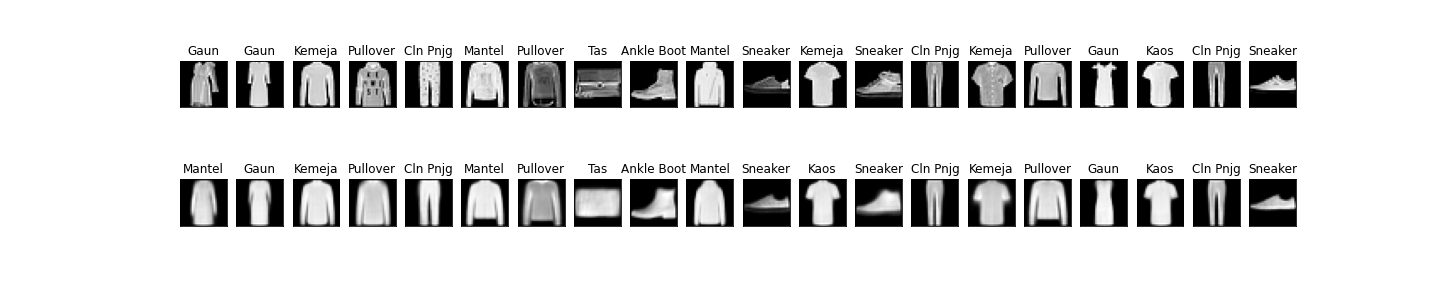 Gaun Gaun Kemeja Pullover Cln Pnjg Mantel Pullover Tas Ankle Boot Mantel Sneaker Kemeja Sneaker Cln Pnjg Kemeja Pullover Gaun Kaos Cln Pnjg Sneaker
Mantel Gaun Kemeja Pullover Cln Pnjg Mantel Pullover Tas Ankle Boot Mantel Sneaker Kaos Sneaker Cln Pnjg Kemeja Pullover Gaun Kaos Cln Pnjg Sneaker